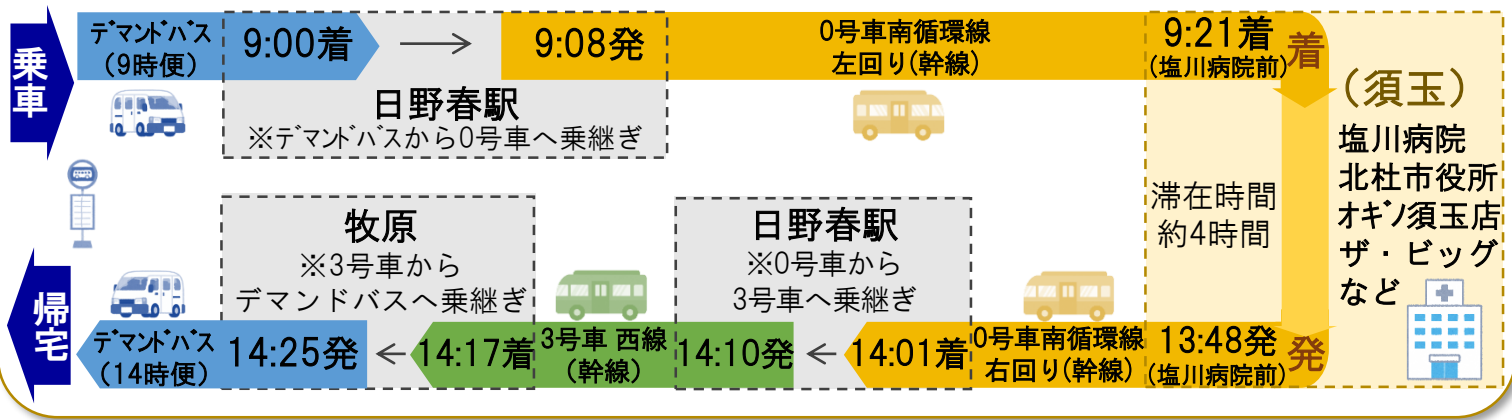 乗車
ﾃﾞﾏﾝﾄﾞﾊﾞｽ
(9時便)
9:00着
→
9:08発
0号車南循環線
左回り(幹線)
9:21着
(塩川病院前)
着
日野春駅
※ﾃﾞﾏﾝﾄﾞﾊﾞｽから0号車へ乗継ぎ
(須玉)
塩川病院
北杜市役所
ｵｷﾞﾉ須玉店
ザ・ビッグ
など
滞在時間
約4時間
牧原
※3号車から
デマンドバスへ乗継ぎ
日野春駅
※0号車から
3号車へ乗継ぎ
帰宅
ﾃﾞﾏﾝﾄﾞﾊﾞｽ
(14時便)
14:25発
←
14:17着
3号車 西線
(幹線)
14:10発
←
14:01着
0号車南循環線
右回り(幹線)
13:48発
(塩川病院前)
発